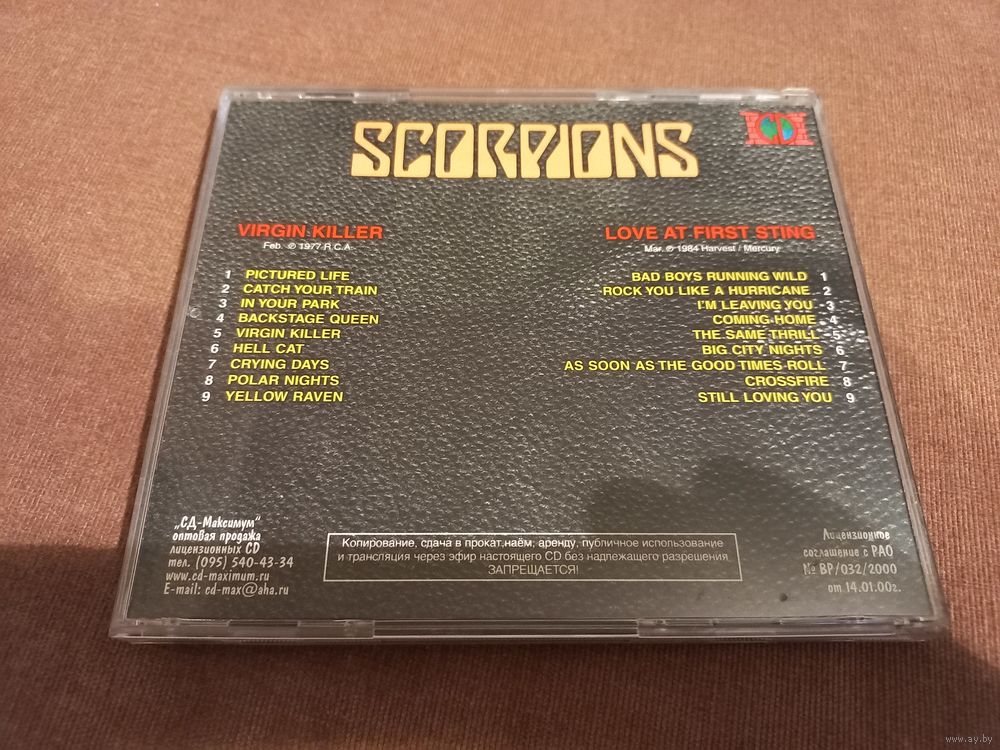 SCORPIONS
CD
VIRGIN KILLER
Feb. ℗ 1977 R.C.A.
1 PICTURED LIFE
2 CATCH YOUR TRAIN
3 IN YOUR PARK
4 BACKSTAGE QUEEN
5 VIRGIN KILLER
6 HELL CAT
7 CRYING DAYS
8 POLAR NIGHTS
9 YELLOW RAVEN
LOVE AT FIRST STING
Mar. ℗ 1984 Harvest / Mercury
BAD BOYS RUNNING WILD 1
ROCK YOU LIKE A HURRICANE 2
I'M LEAVING YOU 3
COMING HOME 4
THE SAME THRILL 5
BIG CITY NIGHTS 6
AS SOON AS THE GOOD TIMES ROLL 7
CROSSFIRE 8
STILL LOVING YOU 9
„СД-Максимум"
оптовая продажа
лицензионных CD
тел. (095) 540-43-34
www.cd-maximum.ru
E-mail: cd-max@aha.ru
Копирование, сдача в прокат,наём, аренду, публичное использование
и трансляция через эфир настоящего CD без надлежащего разрешения
ЗАПРЕЩАЕТСЯ!
Лицензионное
соглашение с РАО
№ ВР/032/2000
от 14.01.00г.
www.ay.by